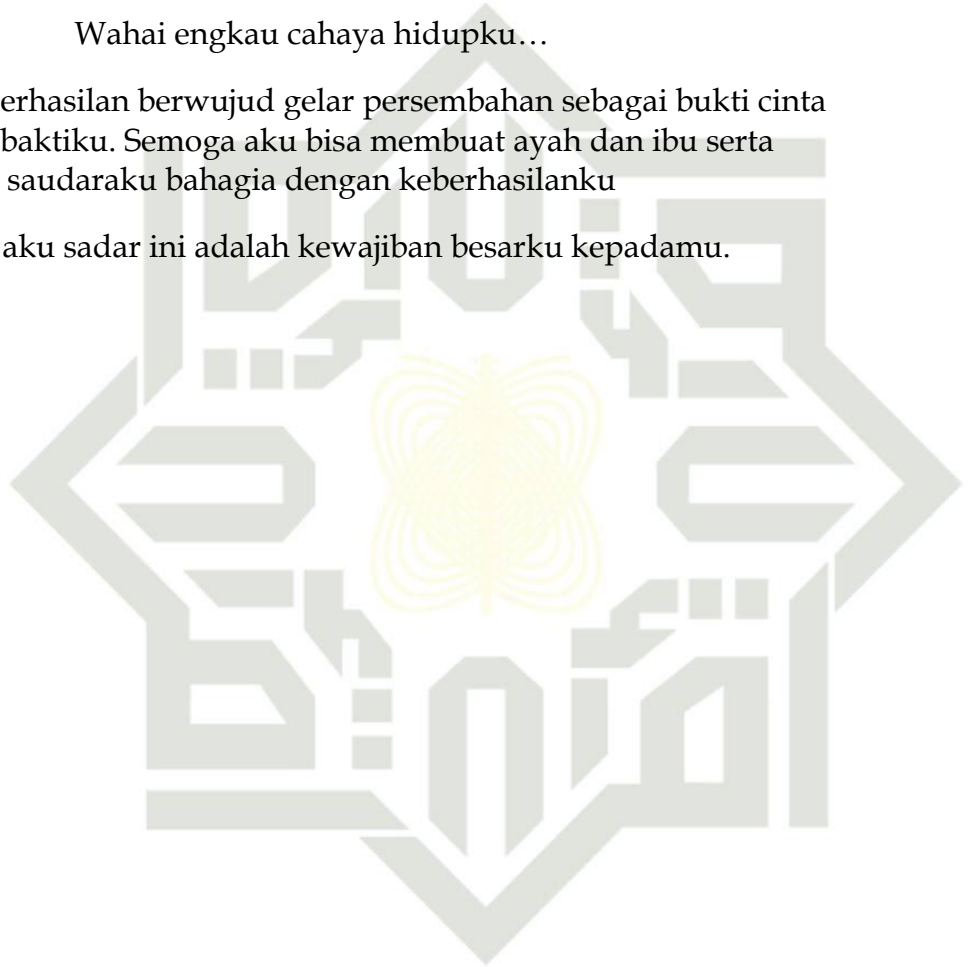 Wahai engkau cahaya hidupku…
erhasilan berwujud gelar persembahan sebagai bukti cinta
baktiku. Semoga aku bisa membuat ayah dan ibu serta
saudaraku bahagia dengan keberhasilanku
aku sadar ini adalah kewajiban besarku kepadamu.